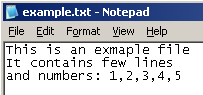 example.txt - Notepad
File Edit Format View Help
This is an exmaple file
It contains few lines
and numbers: 1,2,3,4,5